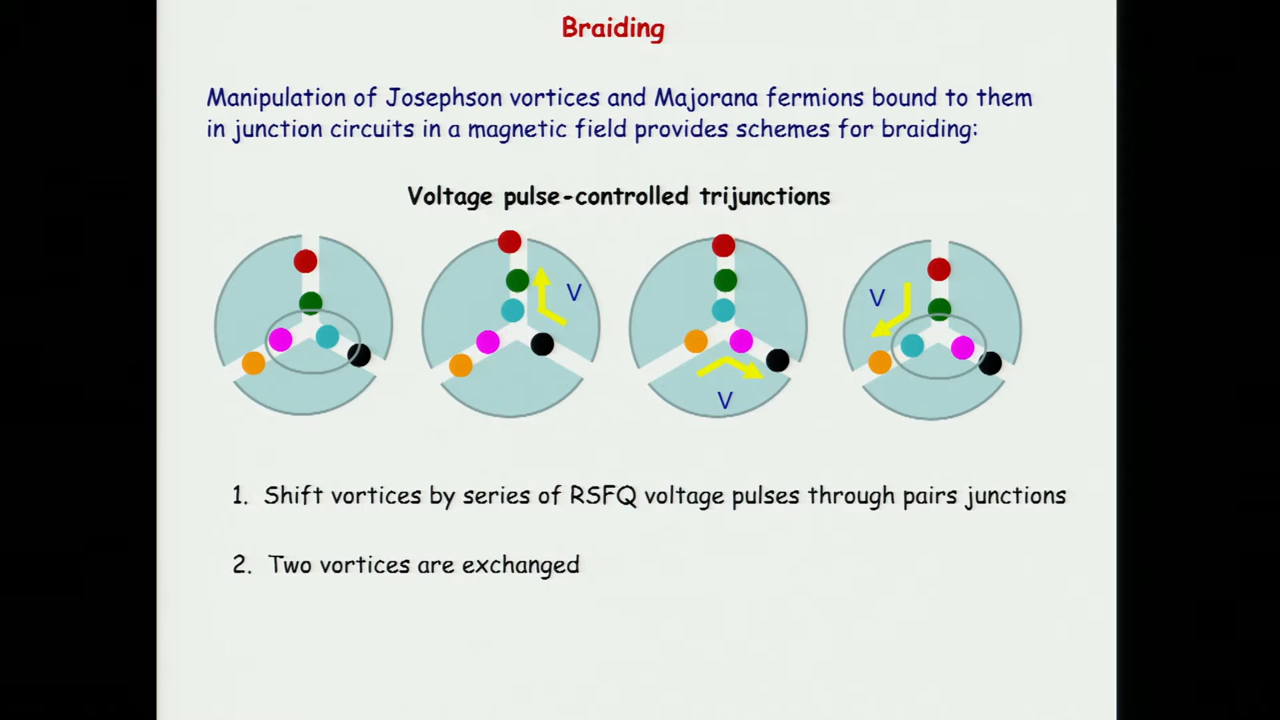 Braiding
Manipulation of Josephson vortices and Majorana fermions bound to them
in junction circuits in a magnetic field provides schemes for braiding:
Voltage pulse-controlled trijunctions
V
V
V
1. Shift vortices by series of RSFQ voltage pulses through pairs junctions
2. Two vortices are exchanged